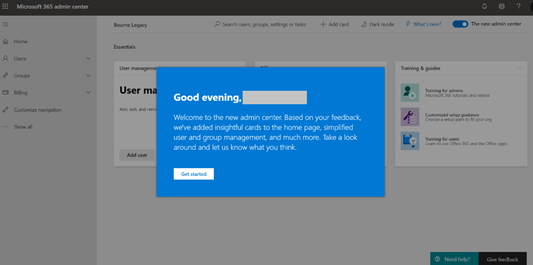 Microsoft 365 admin center
Bourne Legacy
Search users, groups, settings or tasks
Add card
Dark mode
What's new?
The new admin center
Home
Users
Groups
Billing
Customize navigation
Show all
Essentials
User management
User man
Add, edit, and rem
Add user
Training & guides
Training for admins
Microsoft 365 tutorials and videos
Customized setup guidance
Choose a setup path to fit your org
Training for users
Learn to use Office 365 and the Office apps
Good evening,
Welcome to the new admin center. Based on your feedback,
we've added insightful cards to the home page, simplified
user and group management, and much more. Take a look
around and let us know what you think.
Get started
Need help?
Give feedback